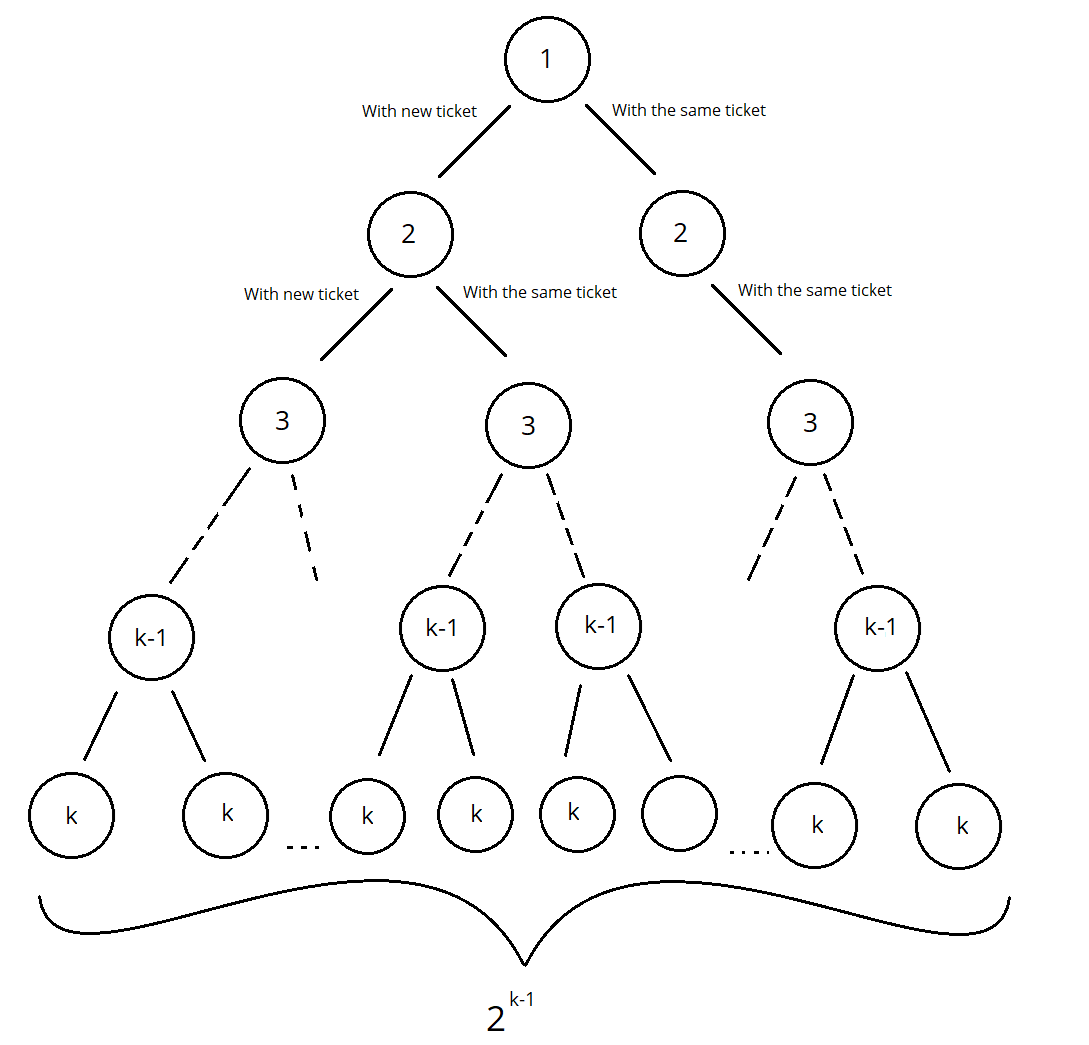 1
With new ticket
With the same ticket
2
2
With new ticket
With the same ticket
With the same ticket
3
3
3
k-1
k-1
k-1
k-1
k
k
....
k
k
k
.....
k
k
2^k-1